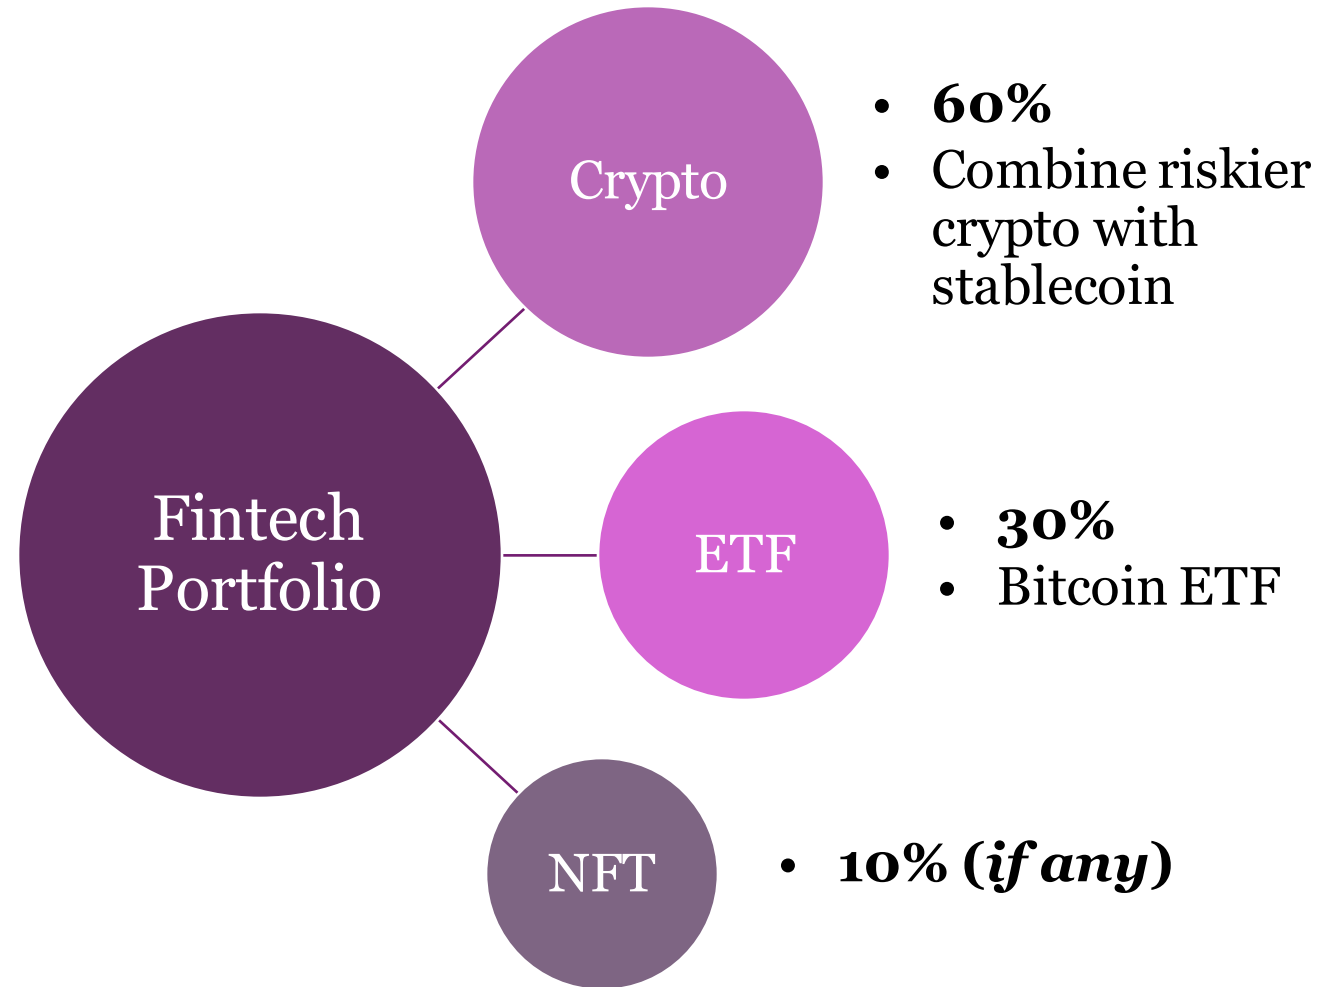 Crypto
• 60%
• Combine riskier
crypto with
stablecoin
Fintech
Portfolio
ETF
• 30%
• Bitcoin ETF
NFT
• 10% (if any)